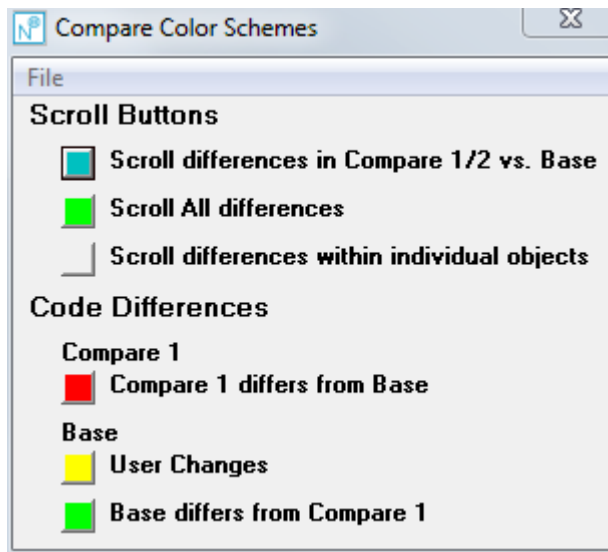 Compare Color Schemes
File
Scroll Buttons
Scroll differences in Compare 1/2 vs. Base
Scroll All differences
Scroll differences within individual objects
Code Differences
Compare 1
Compare 1 differs from Base
Base
User Changes
Base differs from Compare 1